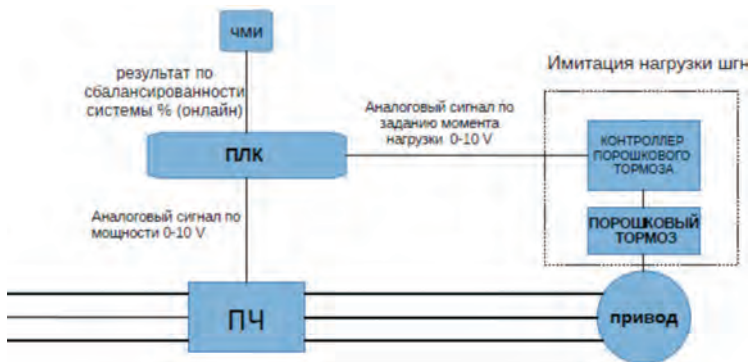 чми
Имитация нагрузки шгн
результат по
сбалансированности
системы % (онлайн)
Аналоговый сигнал по
заданию момента
нагрузки 0-10 V
КОНТРОЛЛЕР
ПОРОШКОВОГО
ТОРМОЗА
ПЛК
Аналоговый сигнал по
мощности 0-10 V
ПОРОШКОВЫЙ
ТОРМОЗ
ПЧ
привод